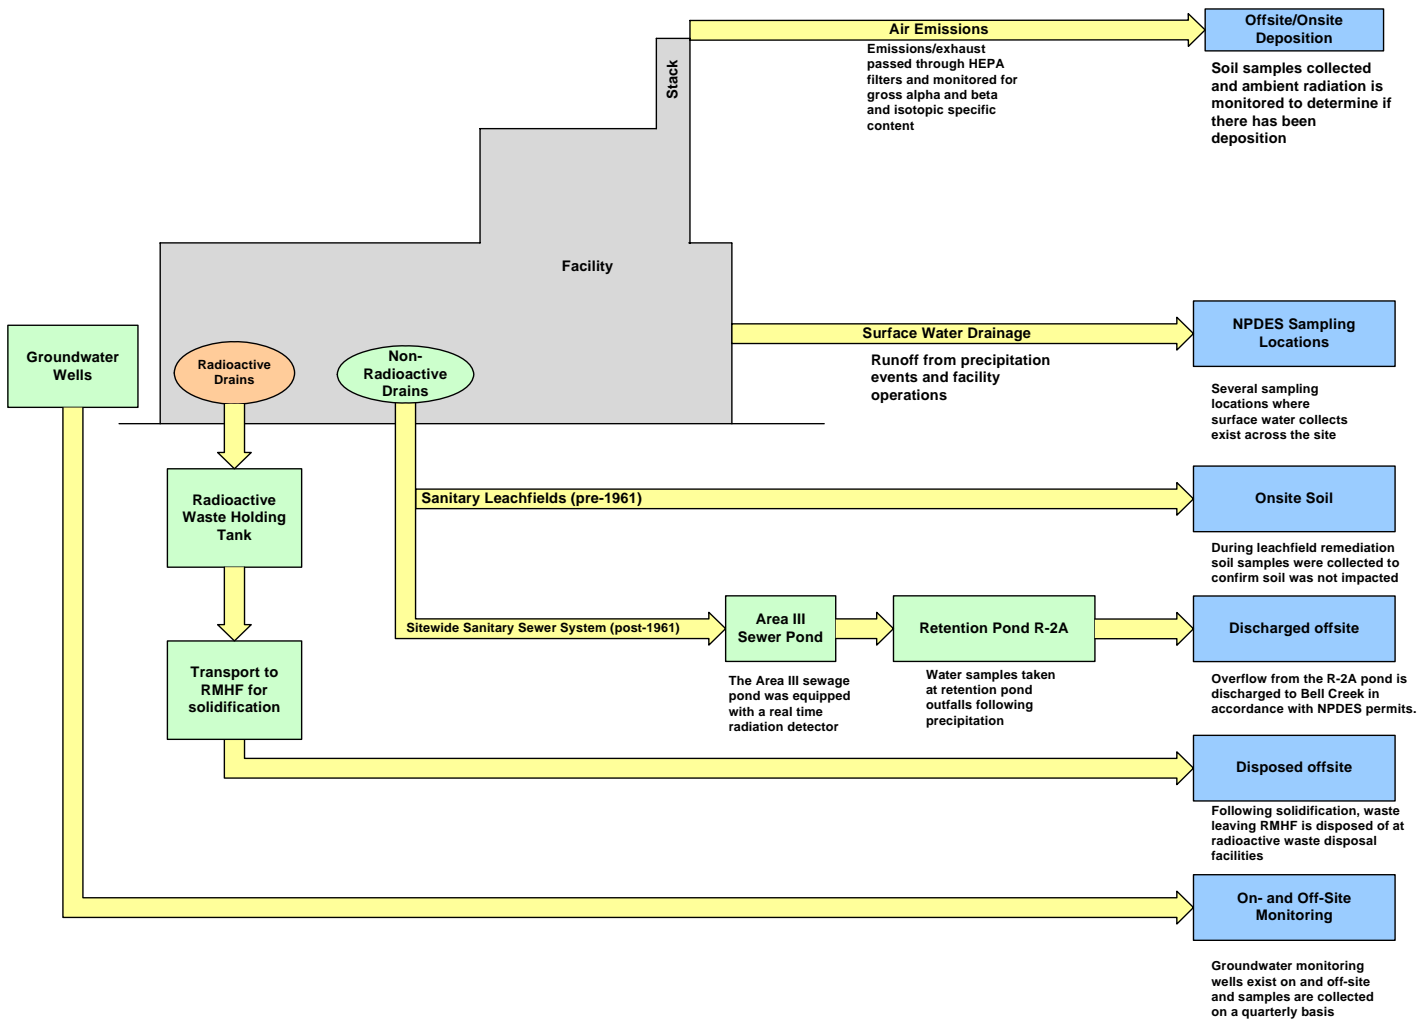 Air Emissions
Emissions/exhaust
passed through HEPA
filters and monitored for
gross alpha and beta
and isotopic specific
content
Offsite/Onsite
Deposition
Soil samples collected
and ambient radiation is
monitored to determine if
there has been
deposition
Stack
Facility
Groundwater
Wells
Radioactive
Drains
Non-
Radioactive
Drains
Surface Water Drainage
Runoff from precipitation
events and facility
operations
NPDES Sampling
Locations
Several sampling
locations where
surface water collects
exist across the site
Radioactive
Waste Holding
Tank
Sanitary Leachfields (pre-1961)
Onsite Soil
During leachfield remediation
soil samples were collected to
confirm soil was not impacted
Sitewide Sanitary Sewer System (post-1961)
Area III
Sewer Pond
The Area III sewage
pond was equipped
with a real time
radiation detector
Retention Pond R-2A
Water samples taken
at retention pond
outfalls following
precipitation
Discharged offsite
Overflow from the R-2A pond is
discharged to Bell Creek in
accordance with NPDES permits.
Transport to
RMHF for
solidification
Disposed offsite
Following solidification, waste
leaving RMHF is disposed of at
radioactive waste disposal
facilities
On- and Off-Site
Monitoring
Groundwater monitoring
wells exist on and off-site
and samples are collected
on a quarterly basis